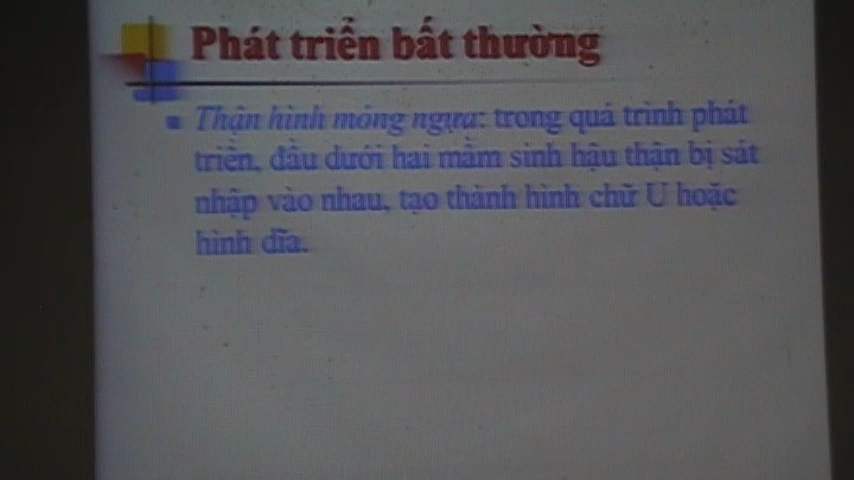 Phát triển bất thường
Thận hình móng ngựa: trong quá trình phát
triển, đầu dưới hai mầm sinh hậu thận bị sát
nhập vào nhau, tạo thành hình chữ U hoặc
hình dĩa.